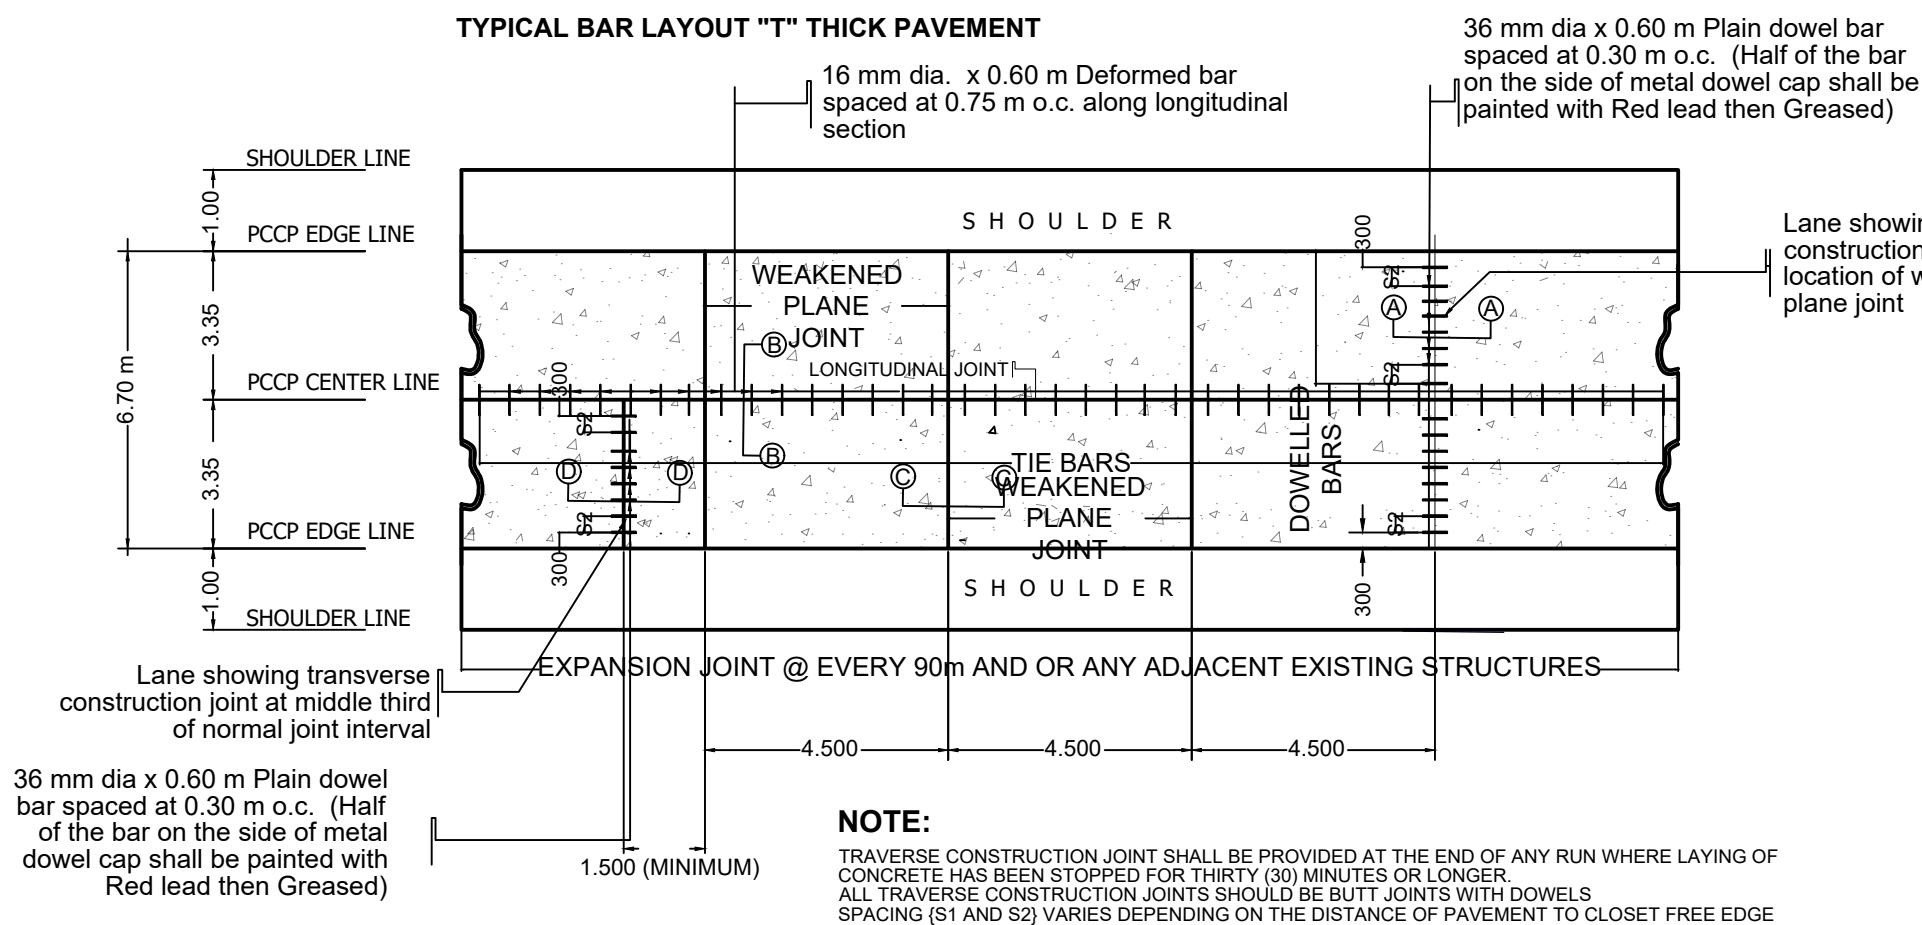 TYPICAL BAR LAYOUT "T" THICK PAVEMENT
36 mm dia x 0.60 m Plain dowel bar
spaced at 0.30 m o.c. (Half of the bar
on the side of metal dowel cap shall be
painted with Red lead then Greased)
16 mm dia. x 0.60 m Deformed bar
spaced at 0.75 m o.c. along longitudinal
section
SHOULDER LINE
1.00
PCCP EDGE LINE
3.35
6.70 m
PCCP CENTER LINE
3.35
PCCP EDGE LINE
1.00
SHOULDER LINE
S H O U L D E R
WEAKENED
PLANE
JOINT
B
LONGITUDINAL JOINT
B
300
S2
A
A
S2
Lane showin
construction
location of w
plane joint
300
S2
D
D
S2
300
C
C
TIE BARS
WEAKENED
PLANE
JOINT
DOWELLED
BARS
S2
300
S H O U L D E R
EXPANSION JOINT @ EVERY 90m AND OR ANY ADJACENT EXISTING STRUCTURES
Lane showing transverse
construction joint at middle third
of normal joint interval
4.500
4.500
4.500
36 mm dia x 0.60 m Plain dowel
bar spaced at 0.30 m o.c. (Half
of the bar on the side of metal
dowel cap shall be painted with
Red lead then Greased)
1.500 (MINIMUM)
NOTE:
TRAVERSE CONSTRUCTION JOINT SHALL BE PROVIDED AT THE END OF ANY RUN WHERE LAYING OF
CONCRETE HAS BEEN STOPPED FOR THIRTY (30) MINUTES OR LONGER.
ALL TRAVERSE CONSTRUCTION JOINTS SHOULD BE BUTT JOINTS WITH DOWELS
SPACING {S1 AND S2} VARIES DEPENDING ON THE DISTANCE OF PAVEMENT TO CLOSET FREE EDGE